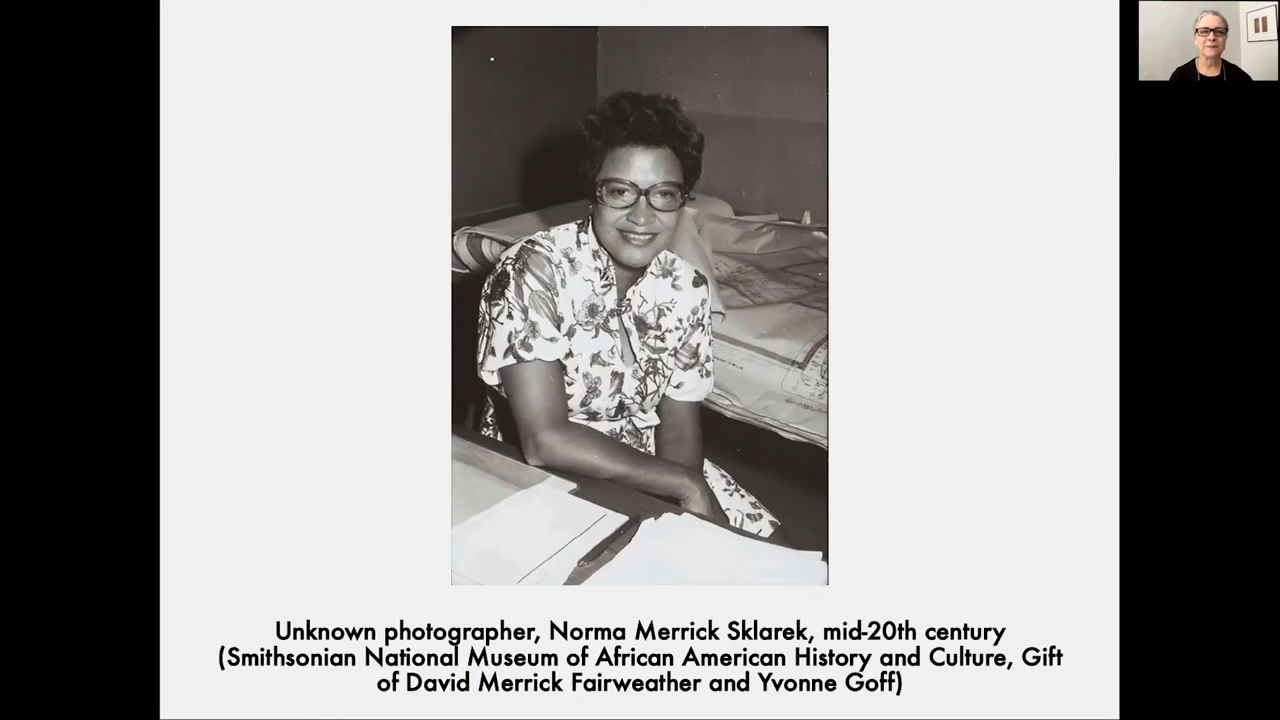 Unknown photographer, Norma Merrick Sklarek, mid-20th century
(Smithsonian National Museum of African American History and Culture, Gift
of David Merrick Fairweather and Yvonne Goff)